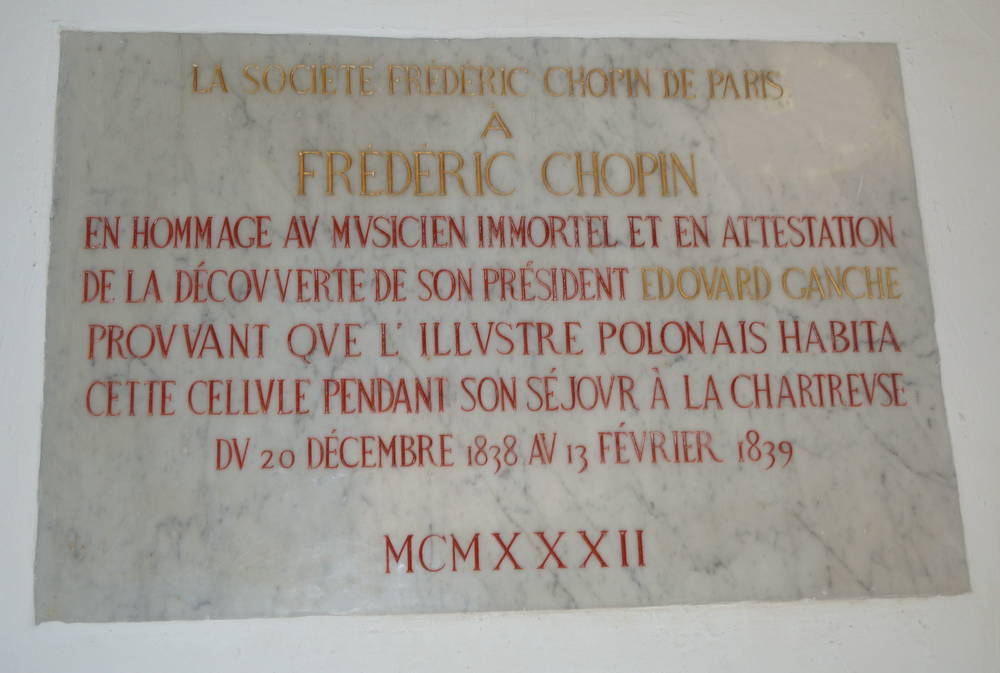 LA SOCIÉTÉ FRÉDÉRIC CHOPIN DE PARIS
À
FRÉDÉRIC CHOPIN
EN HOMMAGE AV MVSICIEN IMMORTEL ET EN ATTESTATION
DE LA DÉCOVVERTE DE SON PRÉSIDENT EDOVARD GANCHE
PROVVANT QVE L' ILLVSTRE POLONAIS HABITA
CETTE CELLVLE PENDANT SON SÉJOVR À LA CHARTREVSE
DV 20 DÉCEMBRE 1838 AV 13 FÉVRIER 1839
MCMXXXII